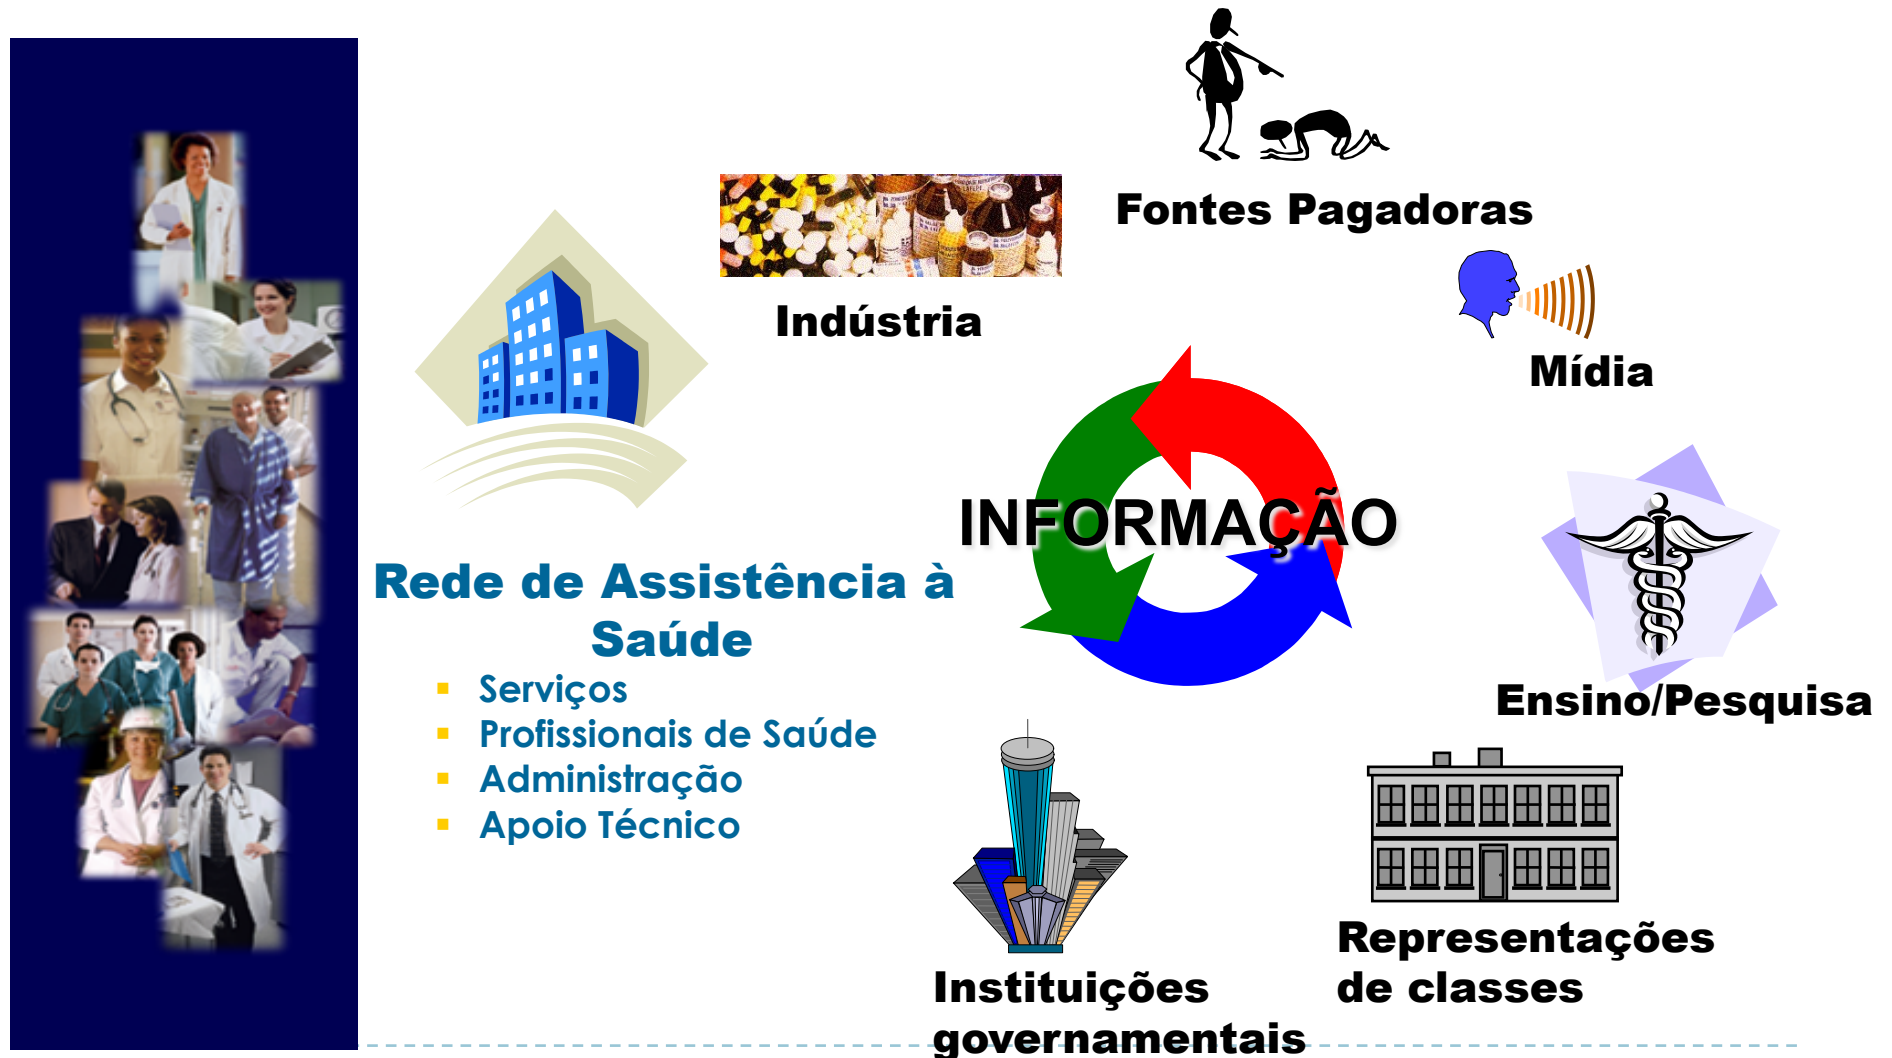 Fontes Pagadoras
Indústria
Mídia
INFORMAÇÃO
Rede de Assistência à
Saúde
Serviços
Profissionais de Saúde
Administração
Apoio Técnico
Ensino/Pesquisa
Representações
de classes
Instituições
governamentais